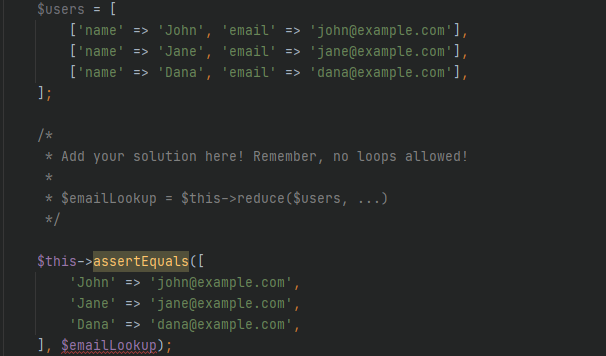 $users = [
['name' => 'John', 'email' => 'john@example.com'],
['name' => 'Jane', 'email' => 'jane@example.com'],
['name' => 'Dana', 'email' => 'dana@example.com'],
];
/*
* Add your solution here! Remember, no loops allowed!
*
* $emailLookup = $this->reduce($users, ...)
*/
$this->assertEquals([
'John' => 'john@example.com',
'Jane' => 'jane@example.com',
'Dana' => 'dana@example.com',
], $emailLookup);